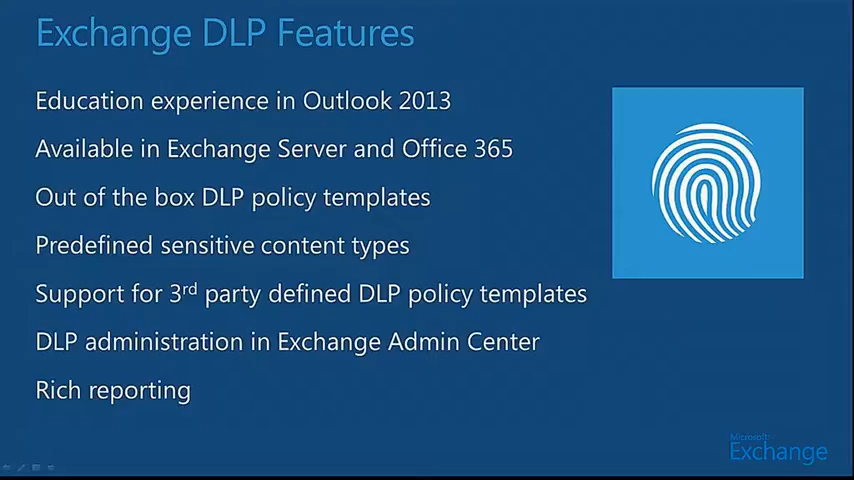 Exchange DLP Features
Education experience in Outlook 2013
Available in Exchange Server and Office 365
Out of the box DLP policy templates
Predefined sensitive content types
Support for 3rd party defined DLP policy templates
DLP administration in Exchange Admin Center
Rich reporting
Microsoft
Exchange